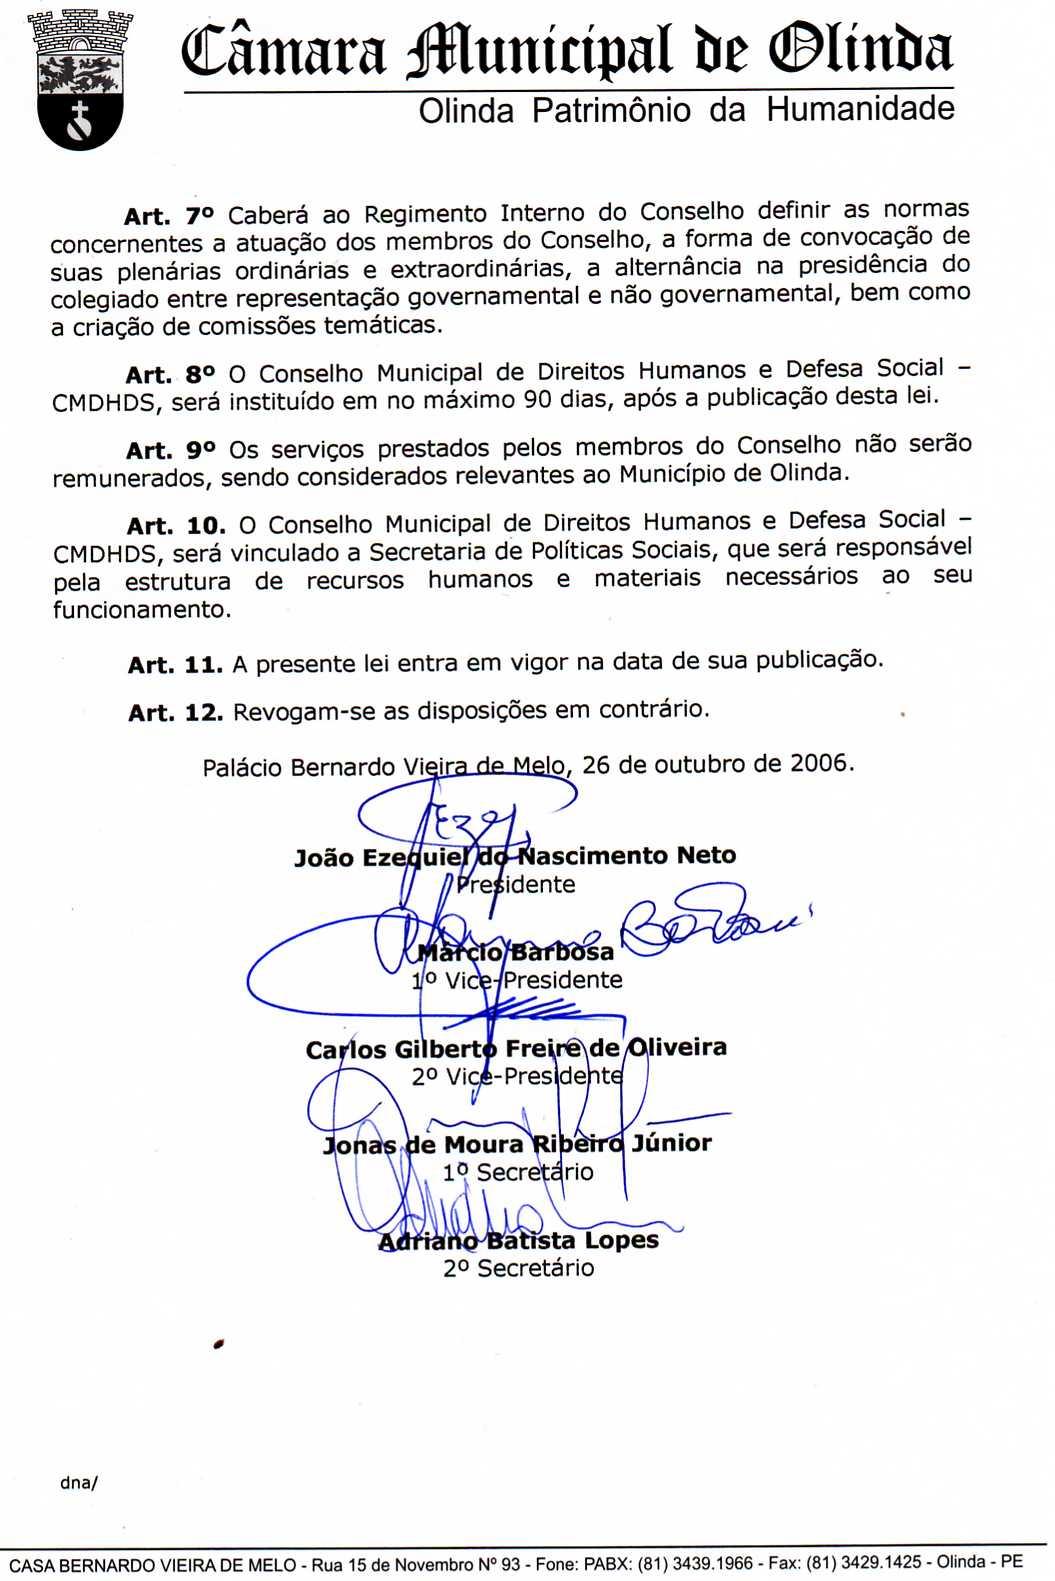 Câmara Municipal de Olinda
Olinda Patrimônio da Humanidade
Art. 7º Caberá ao Regimento Interno do Conselho definir as normas
concernentes a atuação dos membros do Conselho, a forma de convocação de
suas plenárias ordinárias e extraordinárias, a alternância na presidência do
colegiado entre representação governamental e não governamental, bem como
a criação de comissões temáticas.
Art. 8º O Conselho Municipal de Direitos Humanos e Defesa Social –
CMDHDS, será instituído em no máximo 90 dias, após a publicação desta lei.
Art. 9º Os serviços prestados pelos membros do Conselho não serão
remunerados, sendo considerados relevantes ao Município de Olinda.
Art. 10. O Conselho Municipal de Direitos Humanos e Defesa Social –
CMDHDS, será vinculado a Secretaria de Políticas Sociais, que será responsável
pela estrutura de recursos humanos e materiais necessários ao seu
funcionamento.
Art. 11. A presente lei entra em vigor na data de sua publicação.
Art. 12. Revogam-se as disposições em contrário.
Palácio Bernardo Vieira de Melo, 26 de outubro de 2006.
João Ezequiel do Nascimento Neto
Presidente
Márcio Barbosa
1º Vice-Presidente
Carlos Gilberto Freire de Oliveira
2º Vice-Presidente
Jonas de Moura Ribeiro Júnior
1º Secretário
Adriano Batista Lopes
2º Secretário
dna/
CASA BERNARDO VIEIRA DE MELO - Rua 15 de Novembro Nº 93 - Fone: PABX: (81) 3439.1966 - Fax: (81) 3429.1425 - Olinda - PE